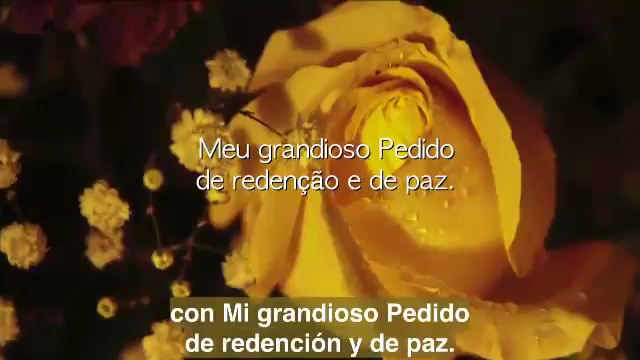 Meu grandioso Pedido
de redenção e de paz.
con Mi grandioso Pedido
de redención y de paz.